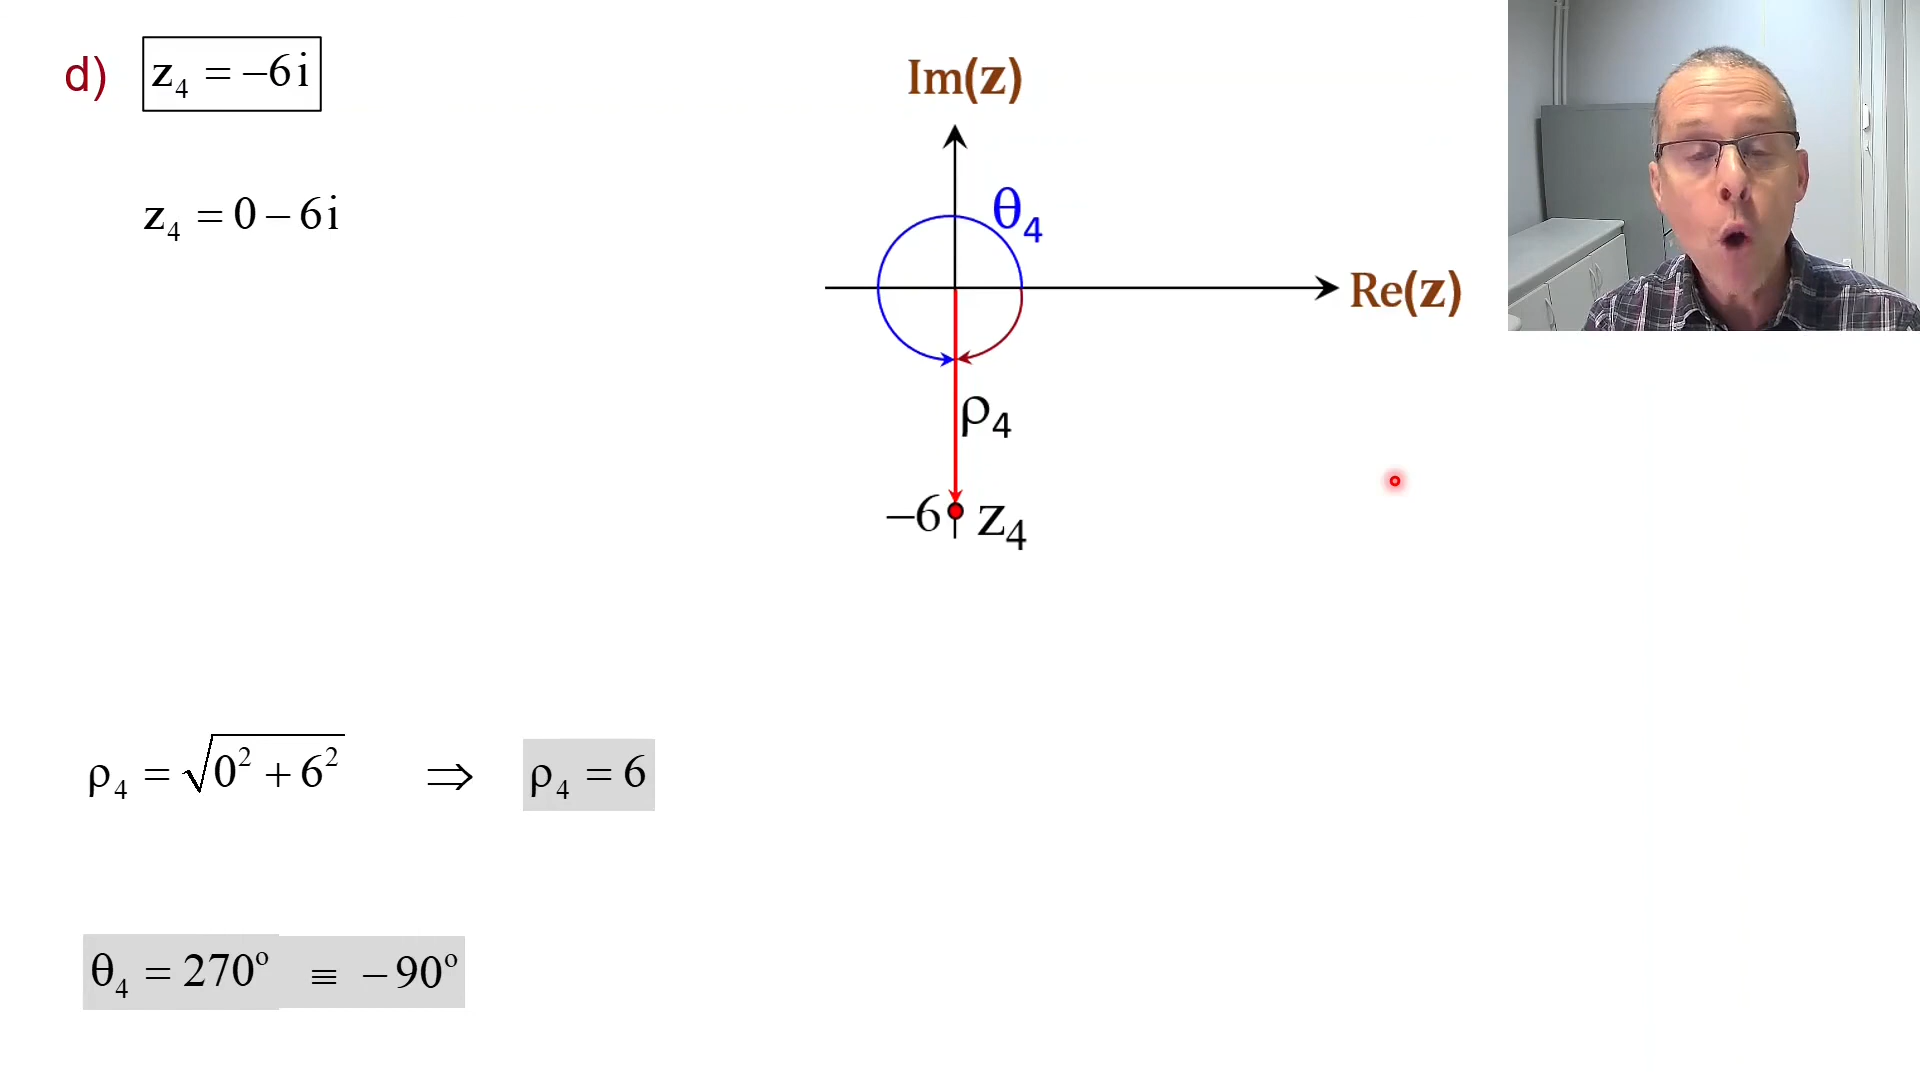 d) z₄ = −6i
z₄ = 0 − 6i
Im(z)
θ₄
Re(z)
ρ₄
−6 z₄
ρ₄ = √(0² + 6²) ⇒ ρ₄ = 6
θ₄ = 270° ≡ −90°